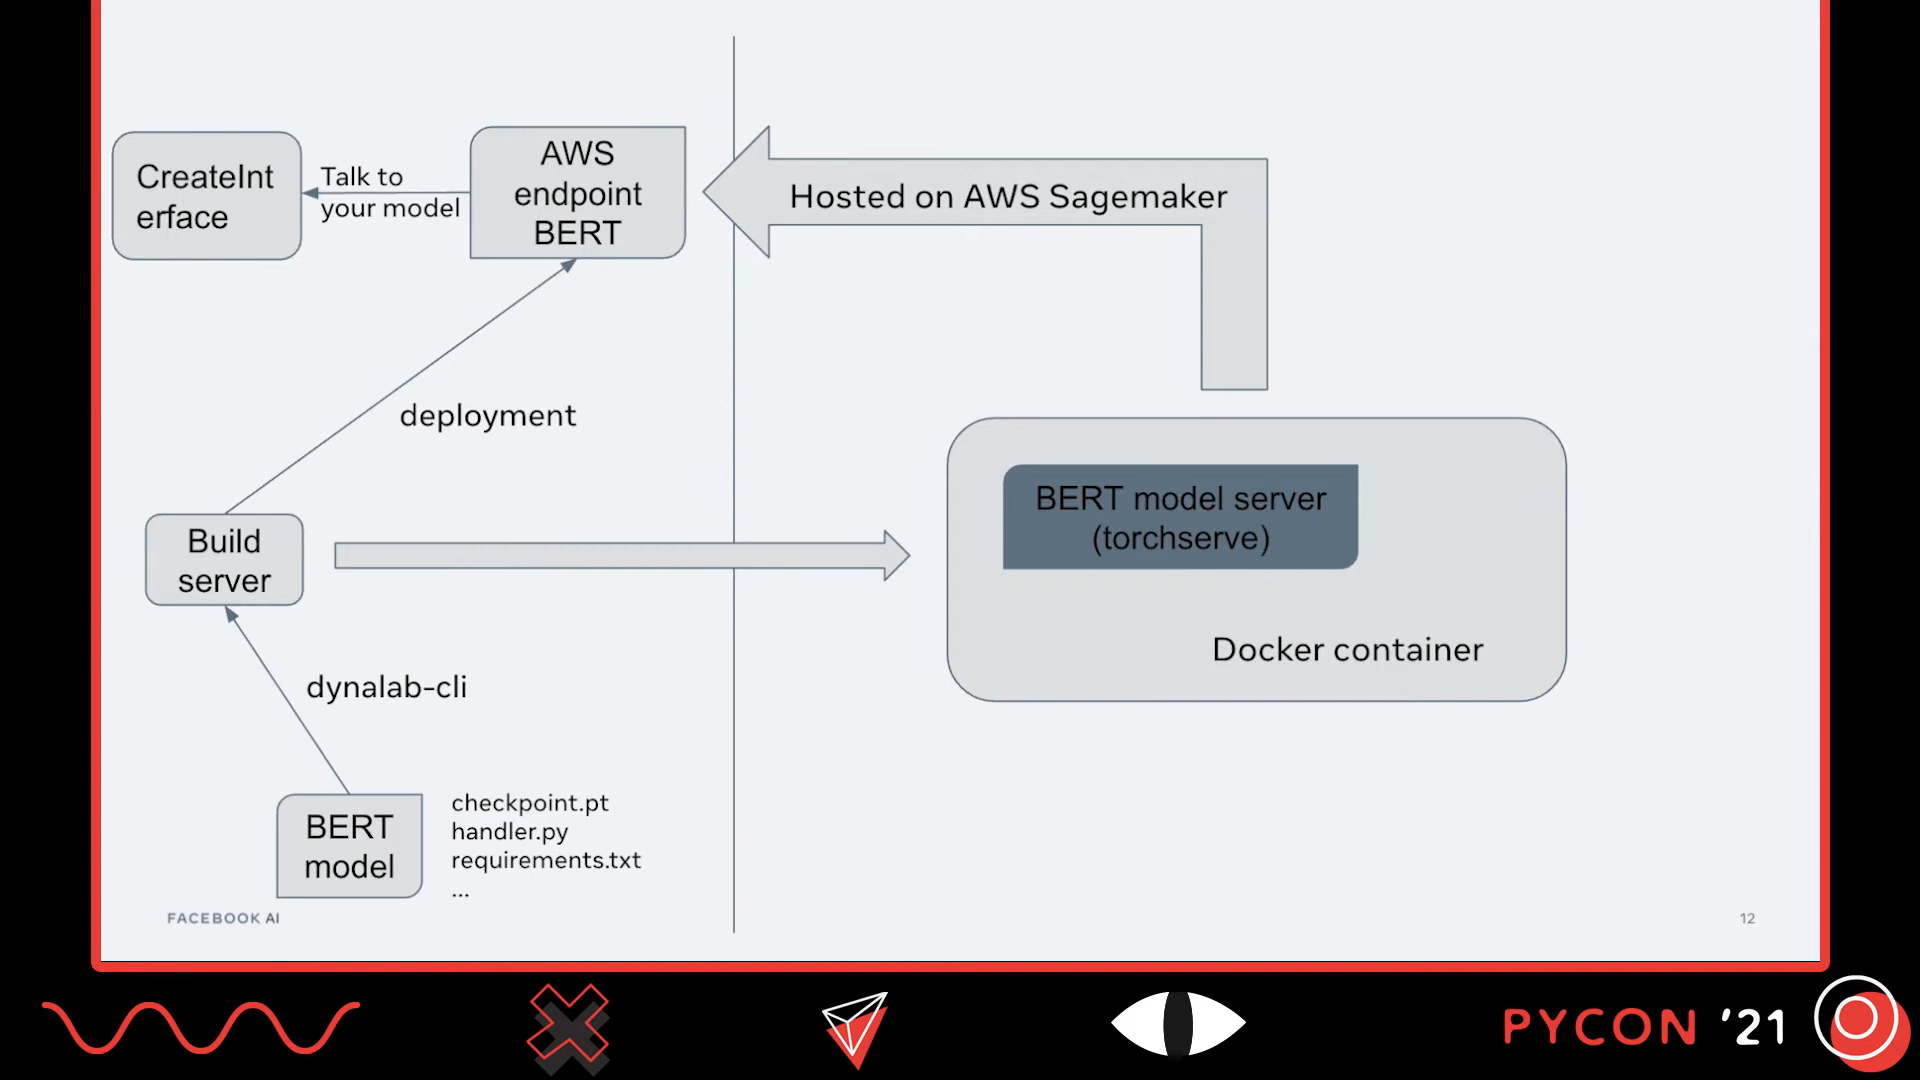 CreateInt
erface
Talk to
your model
AWS
endpoint
BERT
Hosted on AWS Sagemaker
deployment
Build
server
BERT model server
(torchserve)
Docker container
dynalab-cli
BERT
model
checkpoint.pt
handler.py
requirements.txt
...
FACEBOOK AI
12
PYCON '21